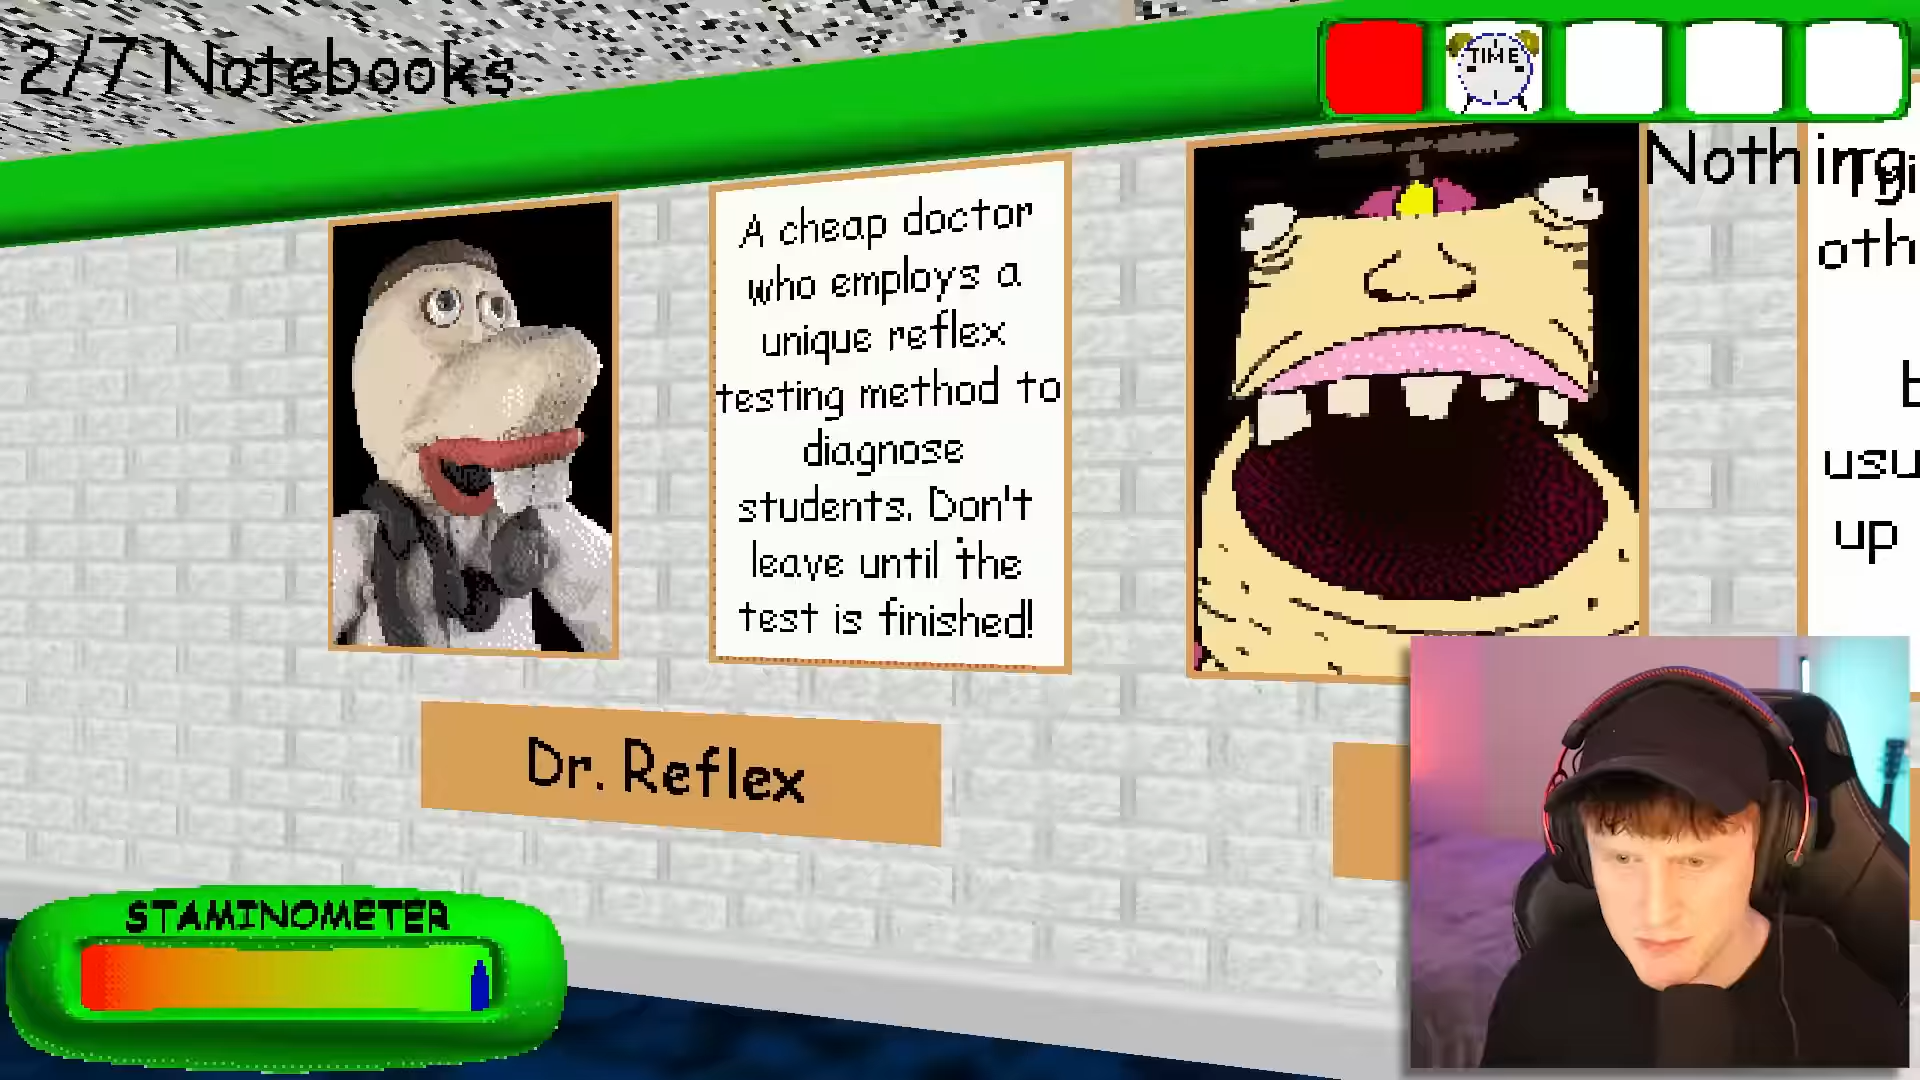 2/7 Notebooks
TIME
Nothing
A cheap doctor
who employs a
unique reflex
testing method to
diagnose
students. Don't
leave until the
test is finished!
oth
usu
up
Dr. Reflex
STAMINOMETER